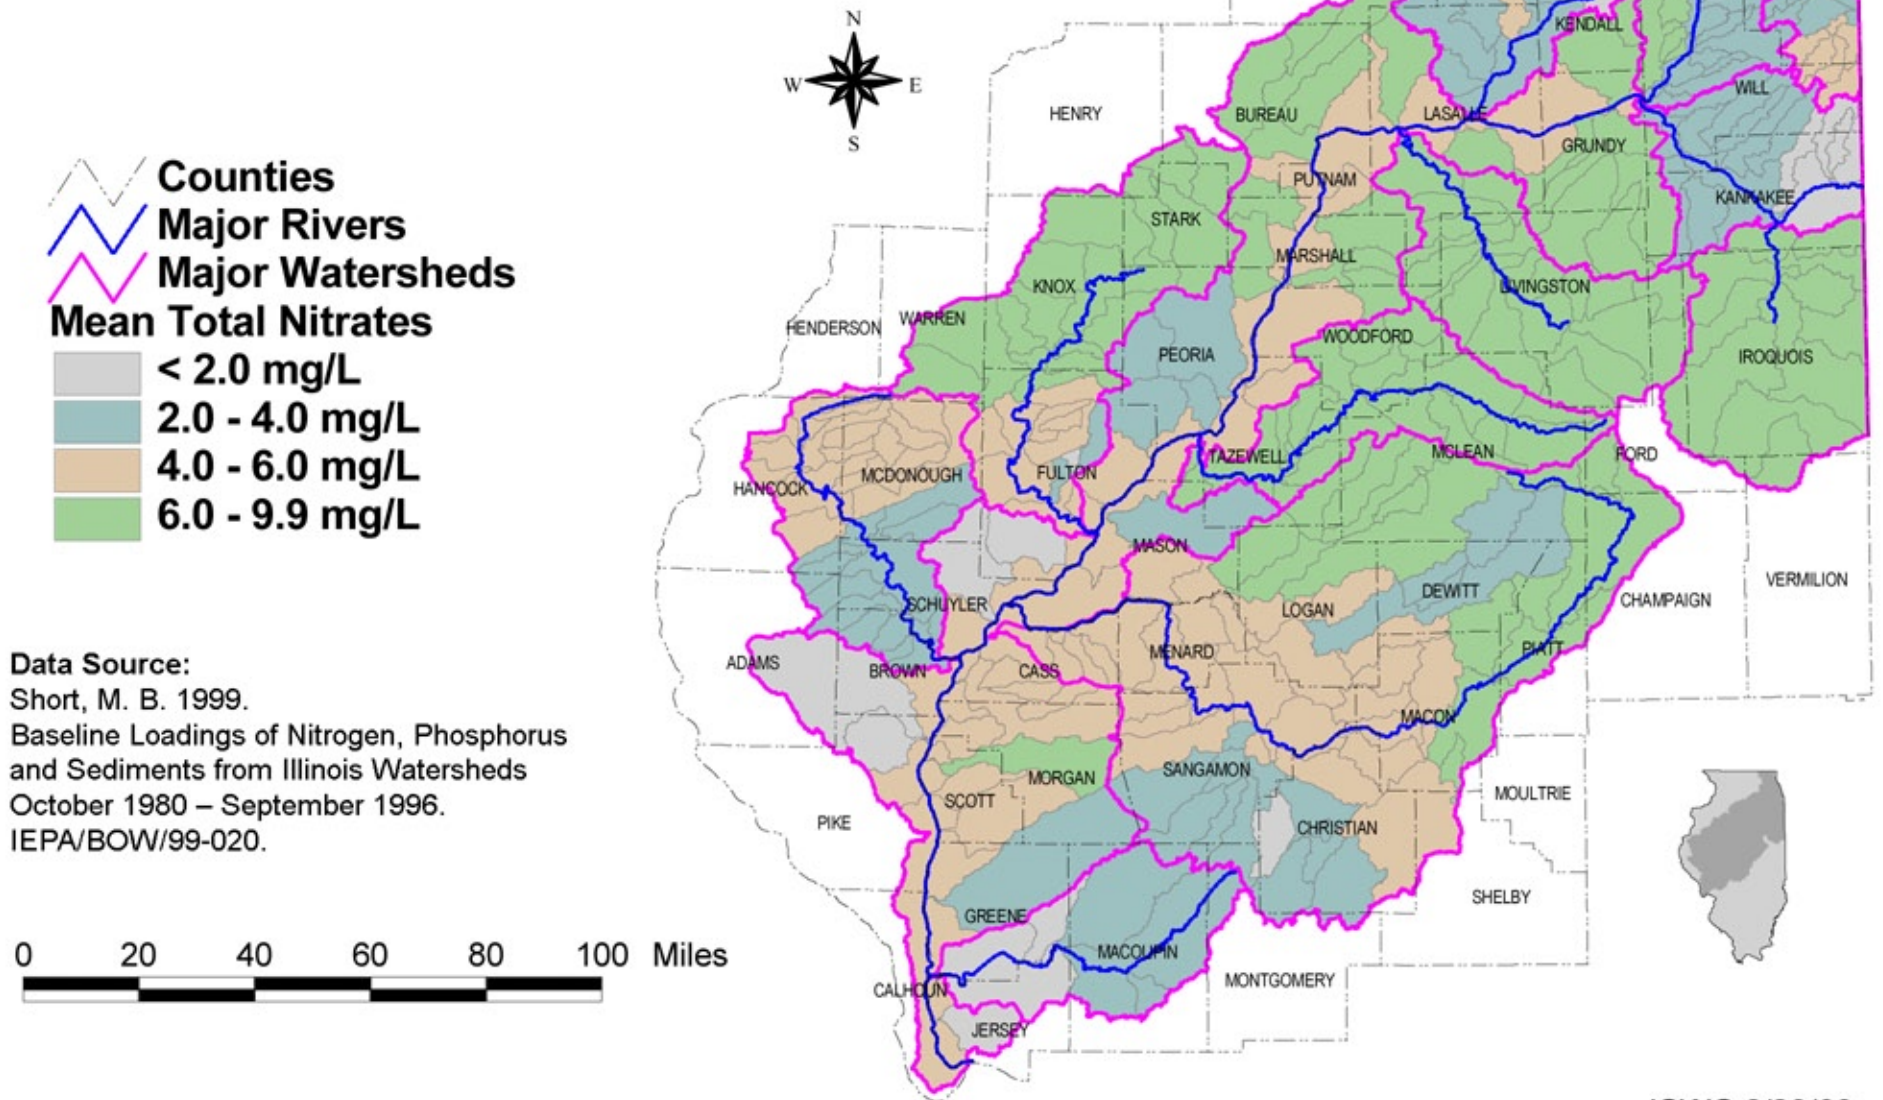 N
W E
S
Counties
Major Rivers
Major Watersheds
Mean Total Nitrates
< 2.0 mg/L
2.0 - 4.0 mg/L
4.0 - 6.0 mg/L
6.0 - 9.9 mg/L
Data Source:
Short, M. B. 1999.
Baseline Loadings of Nitrogen, Phosphorus
and Sediments from Illinois Watersheds
October 1980 – September 1996.
IEPA/BOW/99-020.
0 20 40 60 80 100 Miles
KENDALL
WILL
HENRY
BUREAU
LASALLE
GRUNDY
PUTNAM
KANKAKEE
STARK
MARSHALL
KNOX
LIVINGSTON
WARREN
HENDERSON
WOODFORD
PEORIA
IROQUOIS
TAZEWELL
MCLEAN
FORD
FULTON
MCDONOUGH
HANCOCK
MASON
VERMILION
DEWITT
CHAMPAIGN
SCHUYLER
LOGAN
PIATT
MENARD
ADAMS
BROWN
CASS
MACON
SANGAMON
MORGAN
SCOTT
MOULTRIE
PIKE
CHRISTIAN
SHELBY
GREENE
MACOUPIN
MONTGOMERY
CALHOUN
JERSEY